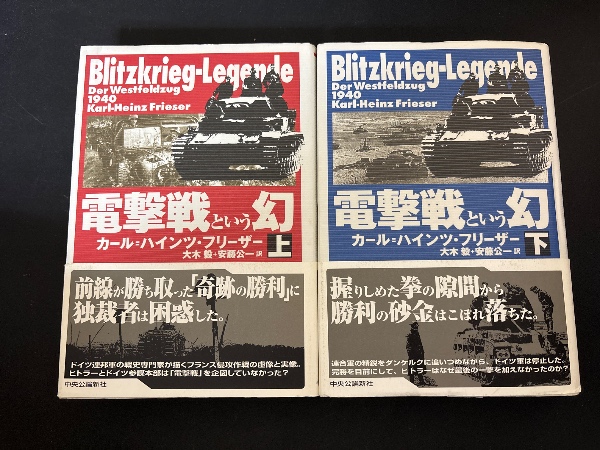 Blitzkrieg-Legende
Der Westfeldzug
1940
Karl-Heinz Frieser
電撃戦という幻
カール=ハインツ・フリーザー
上
大木 毅・安藤公一 訳
前線が勝ち取った「奇跡の勝利」に
独裁者は困惑した。
ドイツ連邦軍の戦史専門家が描くフランス侵攻作戦の虚像と実像。
ヒトラーとドイツ参謀本部は「電撃戦」を企図していなかった?
中央公論新社
Blitzkrieg-Legende
Der Westfeldzug
1940
Karl-Heinz Frieser
電撃戦という幻
カール=ハインツ・フリーザー
下
大木 毅・安藤公一 訳
握りしめた拳の隙間から
勝利の砂金はこぼれ落ちた。
連合軍の精鋭をダンケルクに追いつめながら、ドイツ軍は停止した。
完勝を目前にして、ヒトラーはなぜ最後の一撃を加えなかったのか?
中央公論新社